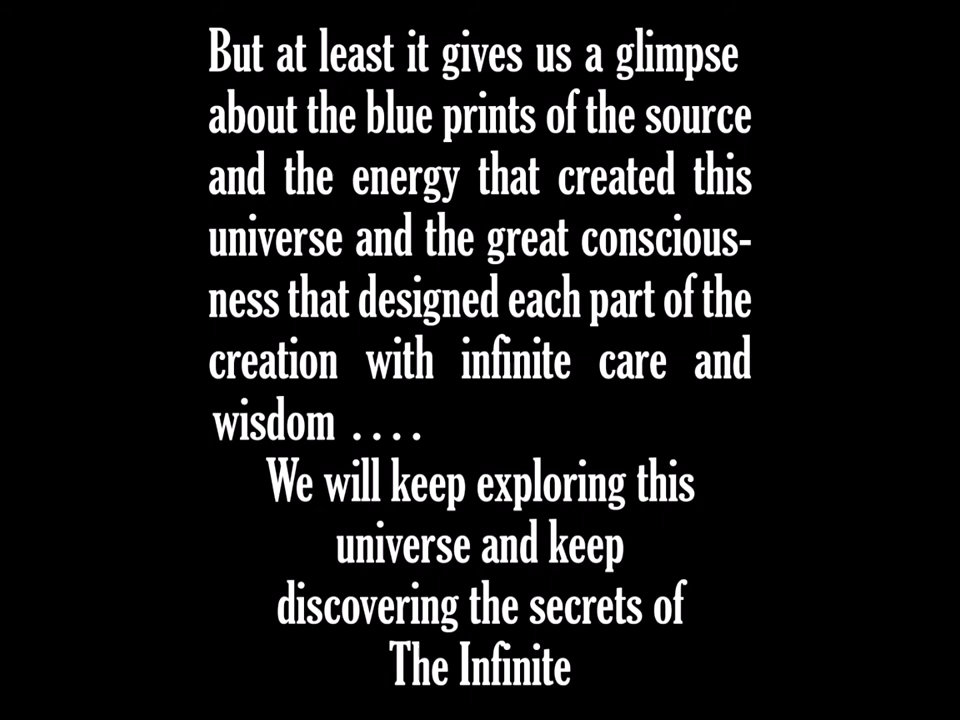 But at least it gives us a glimpse
about the blue prints of the source
and the energy that created this
universe and the great conscious-
ness that designed each part of the
creation with infinite care and
wisdom ....
We will keep exploring this
universe and keep
discovering the secrets of
The Infinite